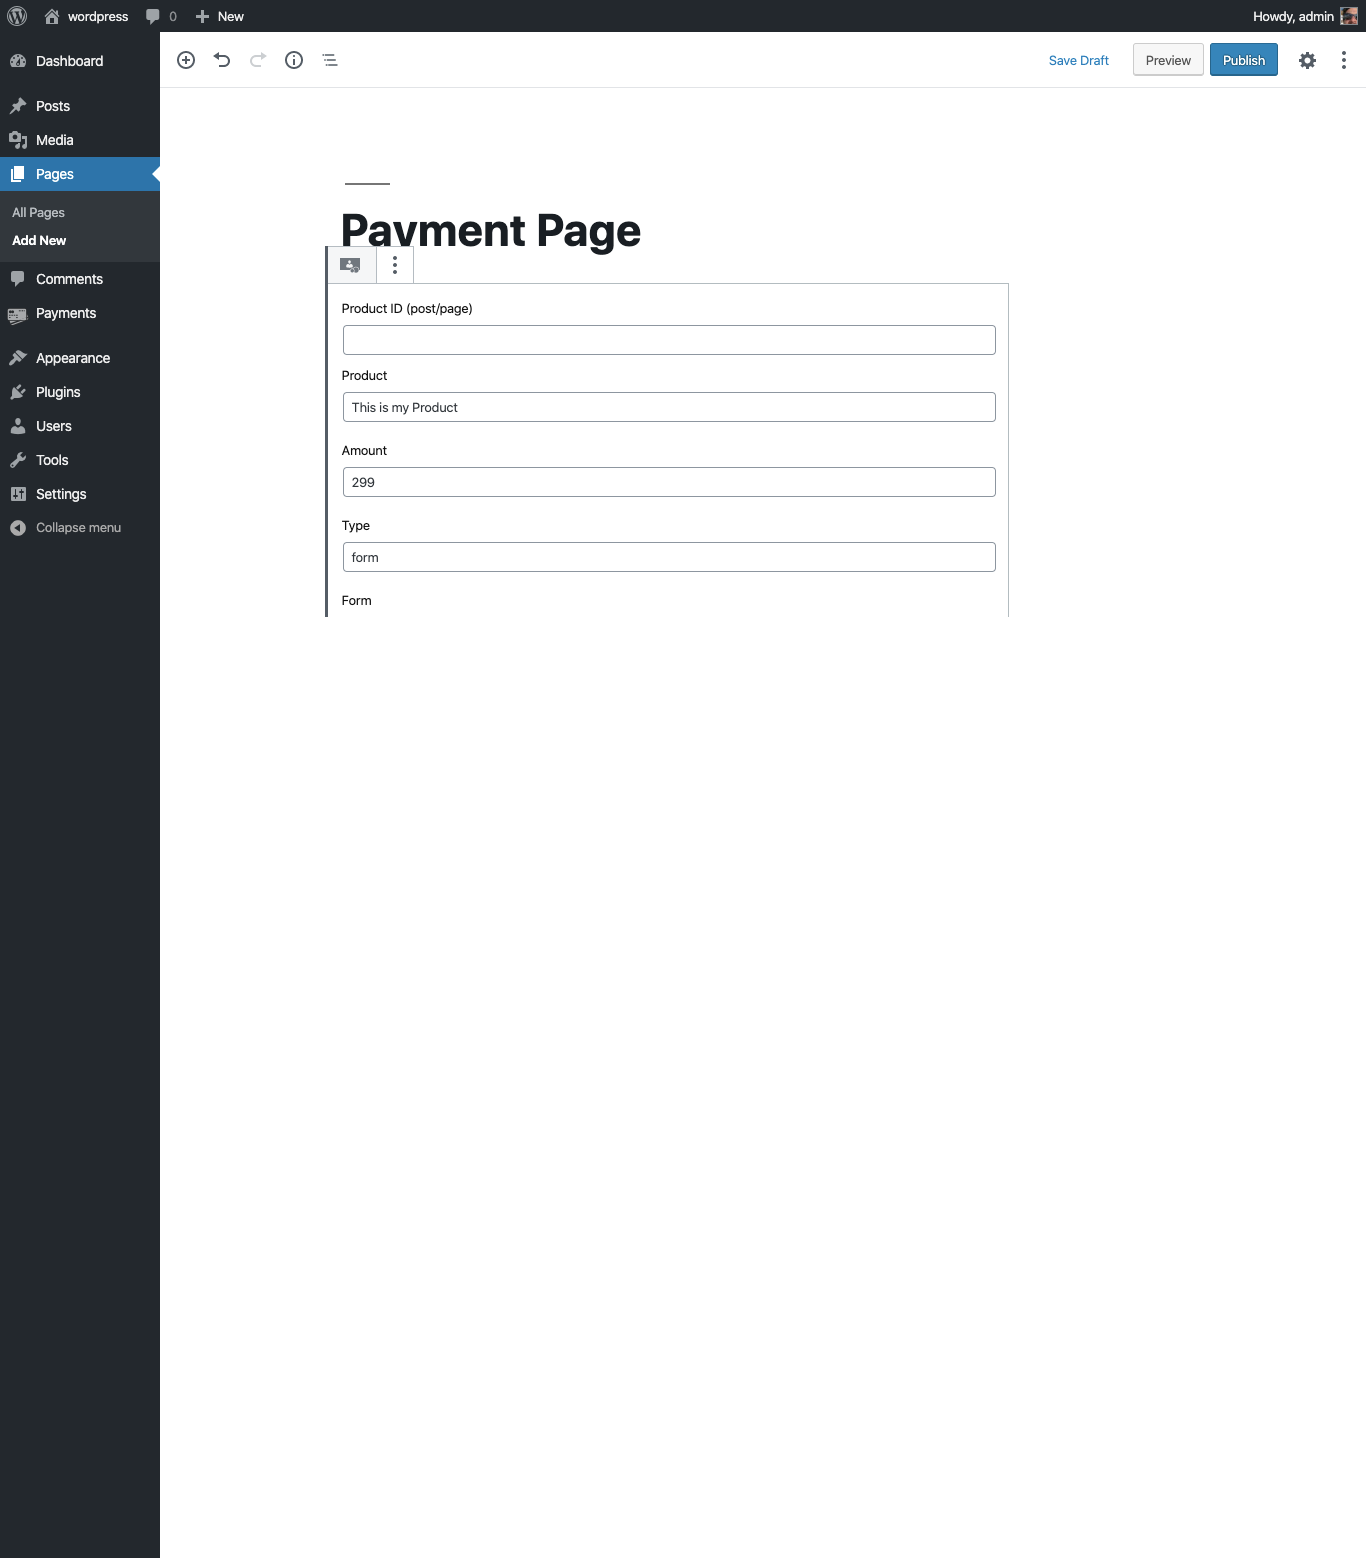 wordpress
0
New
Howdy, admin
Dashboard
Posts
Media
Pages
All Pages
Add New
Comments
Payments
Appearance
Plugins
Users
Tools
Settings
Collapse menu
Save Draft
Preview
Publish
Payment Page
Product ID (post/page)
Product
This is my Product
Amount
299
Type
form
Form